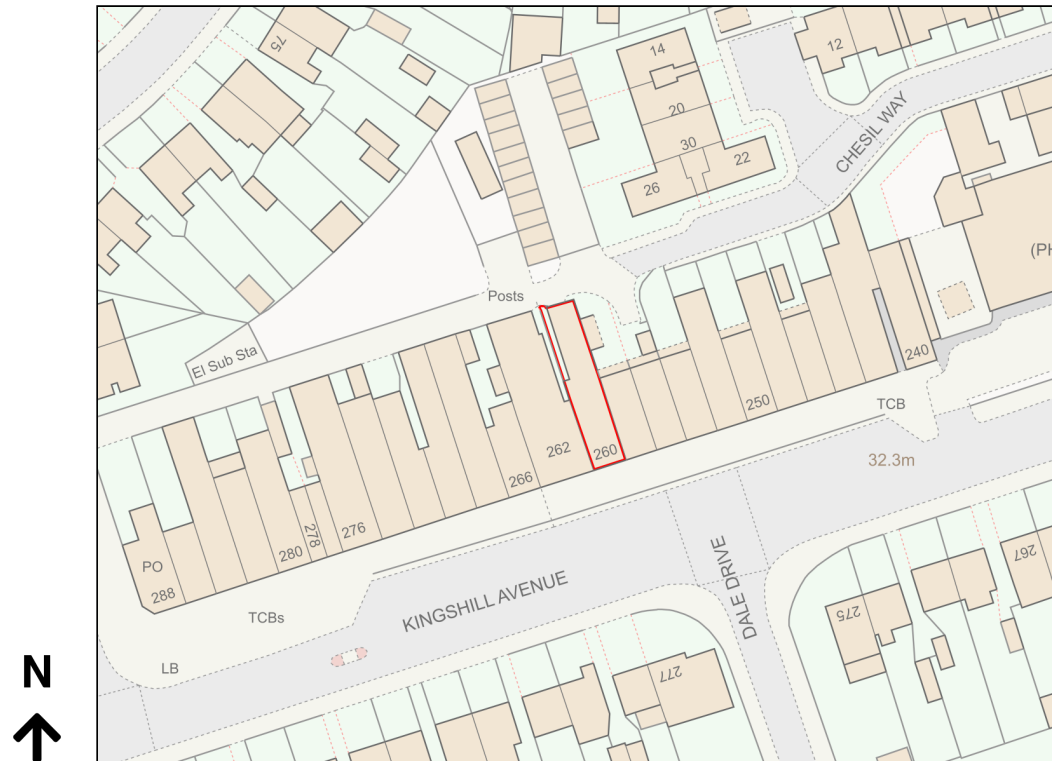 75
14
12
20
CHESIL WAY
30
22
26
(PH
Posts
El Sub Sta
240
250
TCB
262
260
32.3m
266
276
278
280
PO
288
KINGSHILL AVENUE
DALE DRIVE
267
275
TCBs
LB
277
N